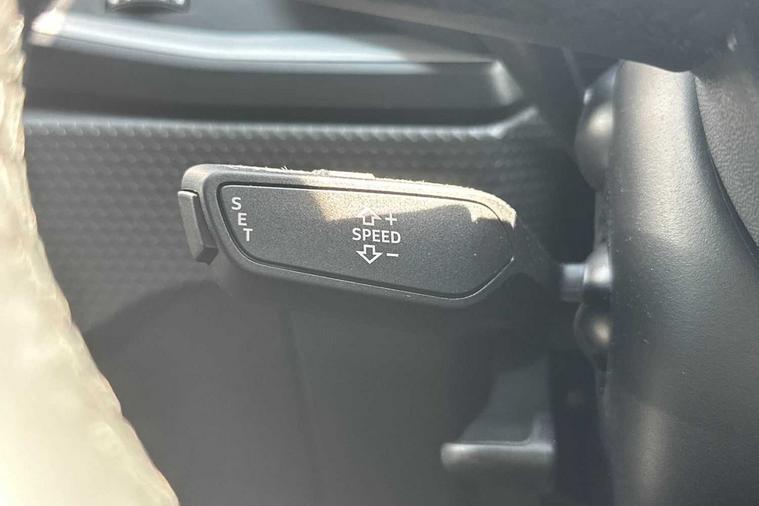 SET
⇧+
SPEED
⇩−